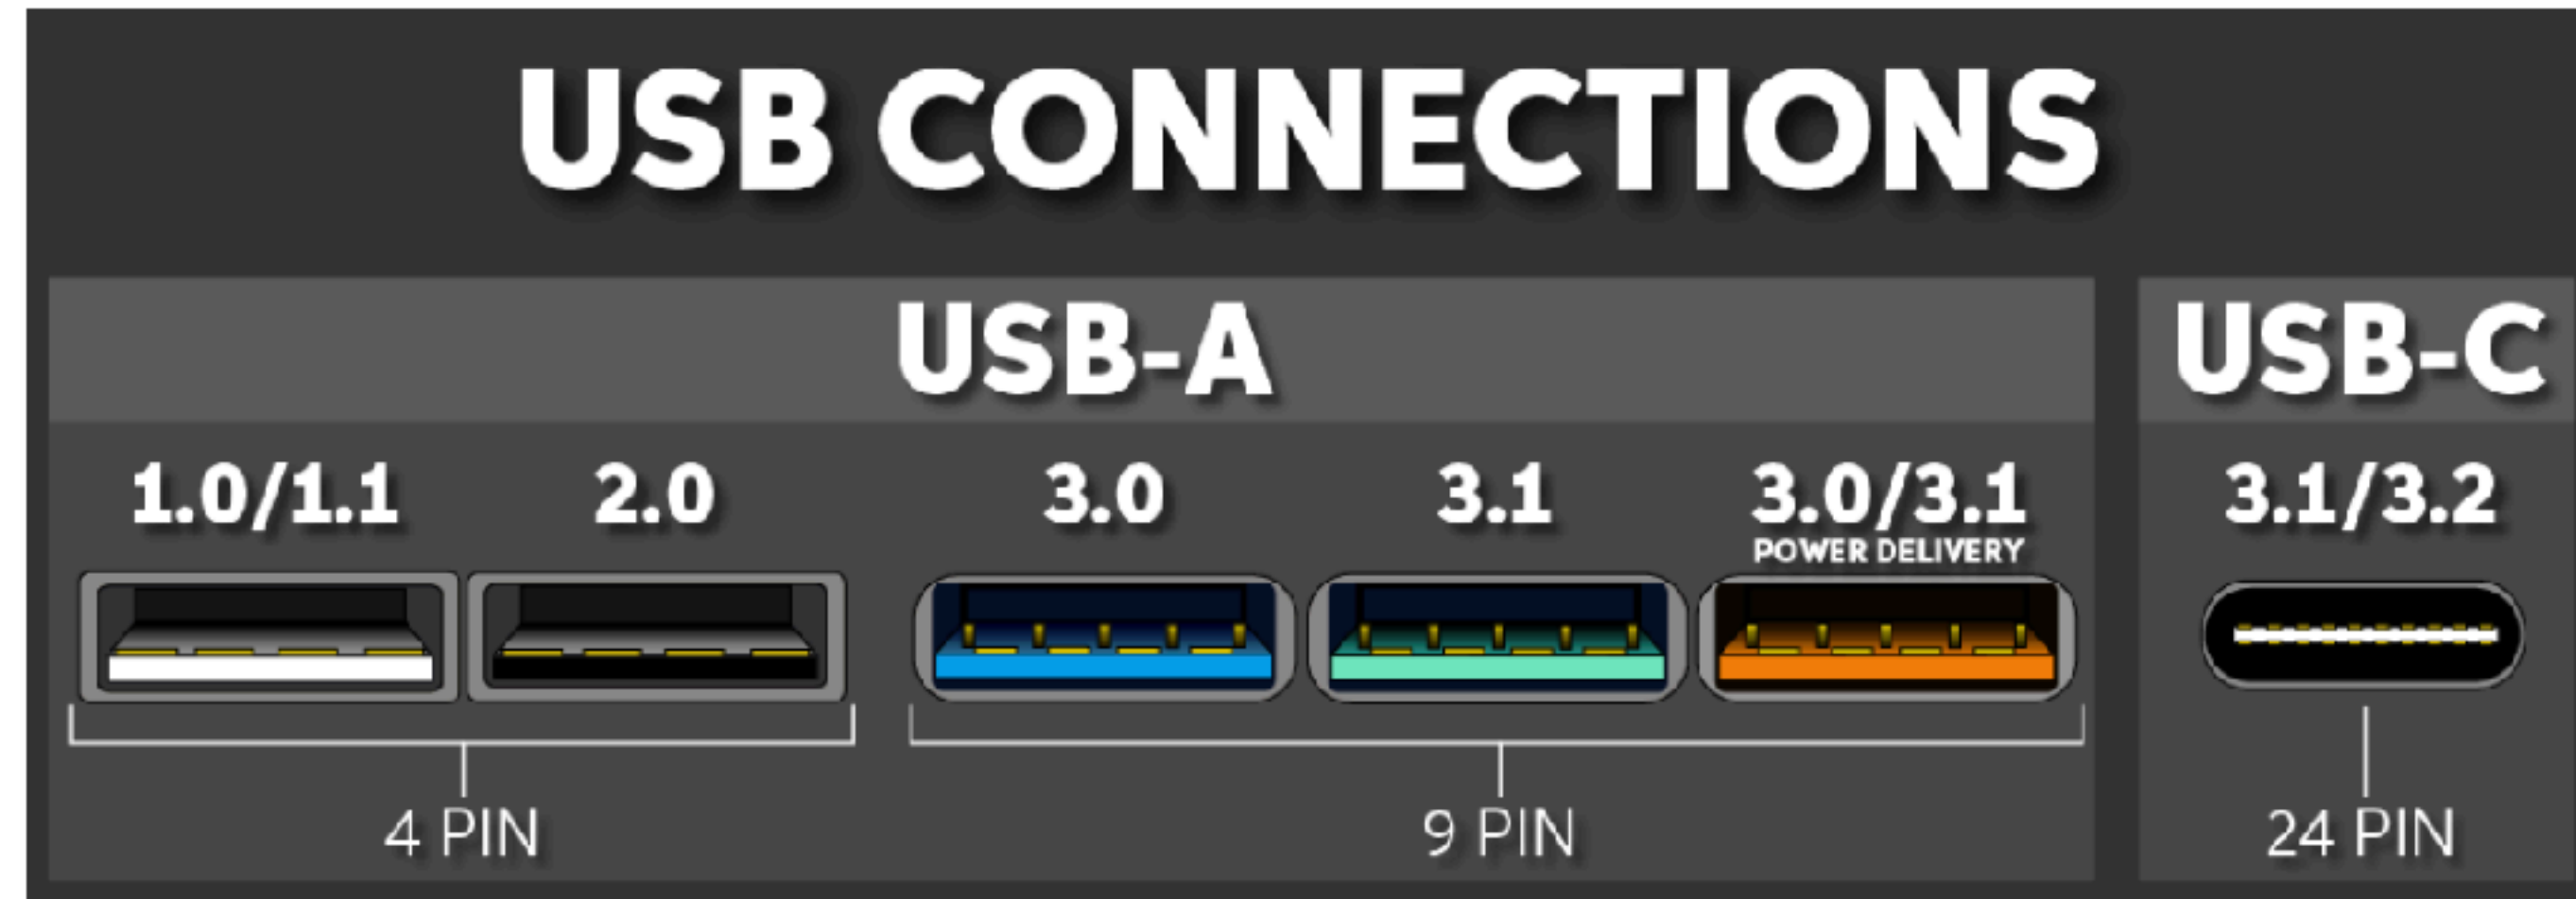 USB CONNECTIONS
USB-A
1.0/1.1
2.0
3.0
3.1
3.0/3.1
POWER DELIVERY
4 PIN
9 PIN
USB-C
3.1/3.2
24 PIN